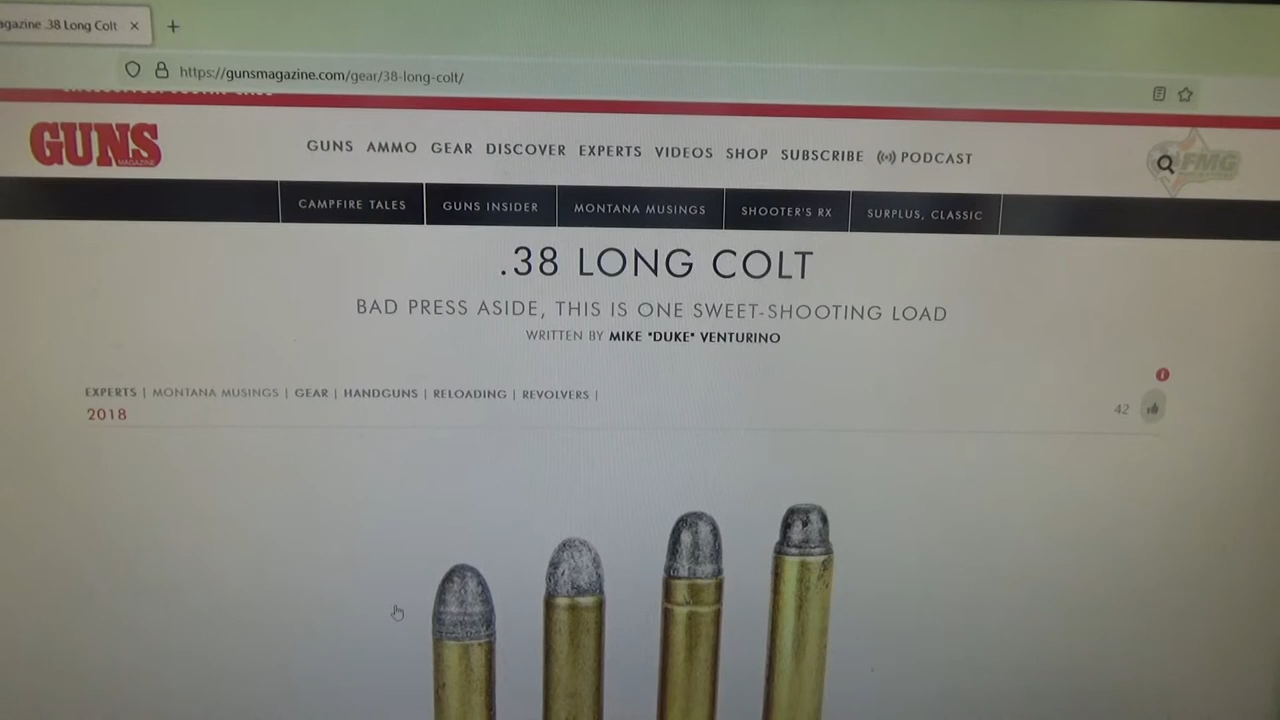 agazine .38 Long Colt
https://gunsmagazine.com/gear/38-long-colt/
GUNS
MAGAZINE
GUNS AMMO GEAR DISCOVER EXPERTS VIDEOS SHOP SUBSCRIBE PODCAST
FMG
CAMPFIRE TALES GUNS INSIDER MONTANA MUSINGS SHOOTER'S RX SURPLUS, CLASSIC
.38 LONG COLT
BAD PRESS ASIDE, THIS IS ONE SWEET-SHOOTING LOAD
WRITTEN BY MIKE "DUKE" VENTURINO
EXPERTS | MONTANA MUSINGS | GEAR | HANDGUNS | RELOADING | REVOLVERS |
2018
42